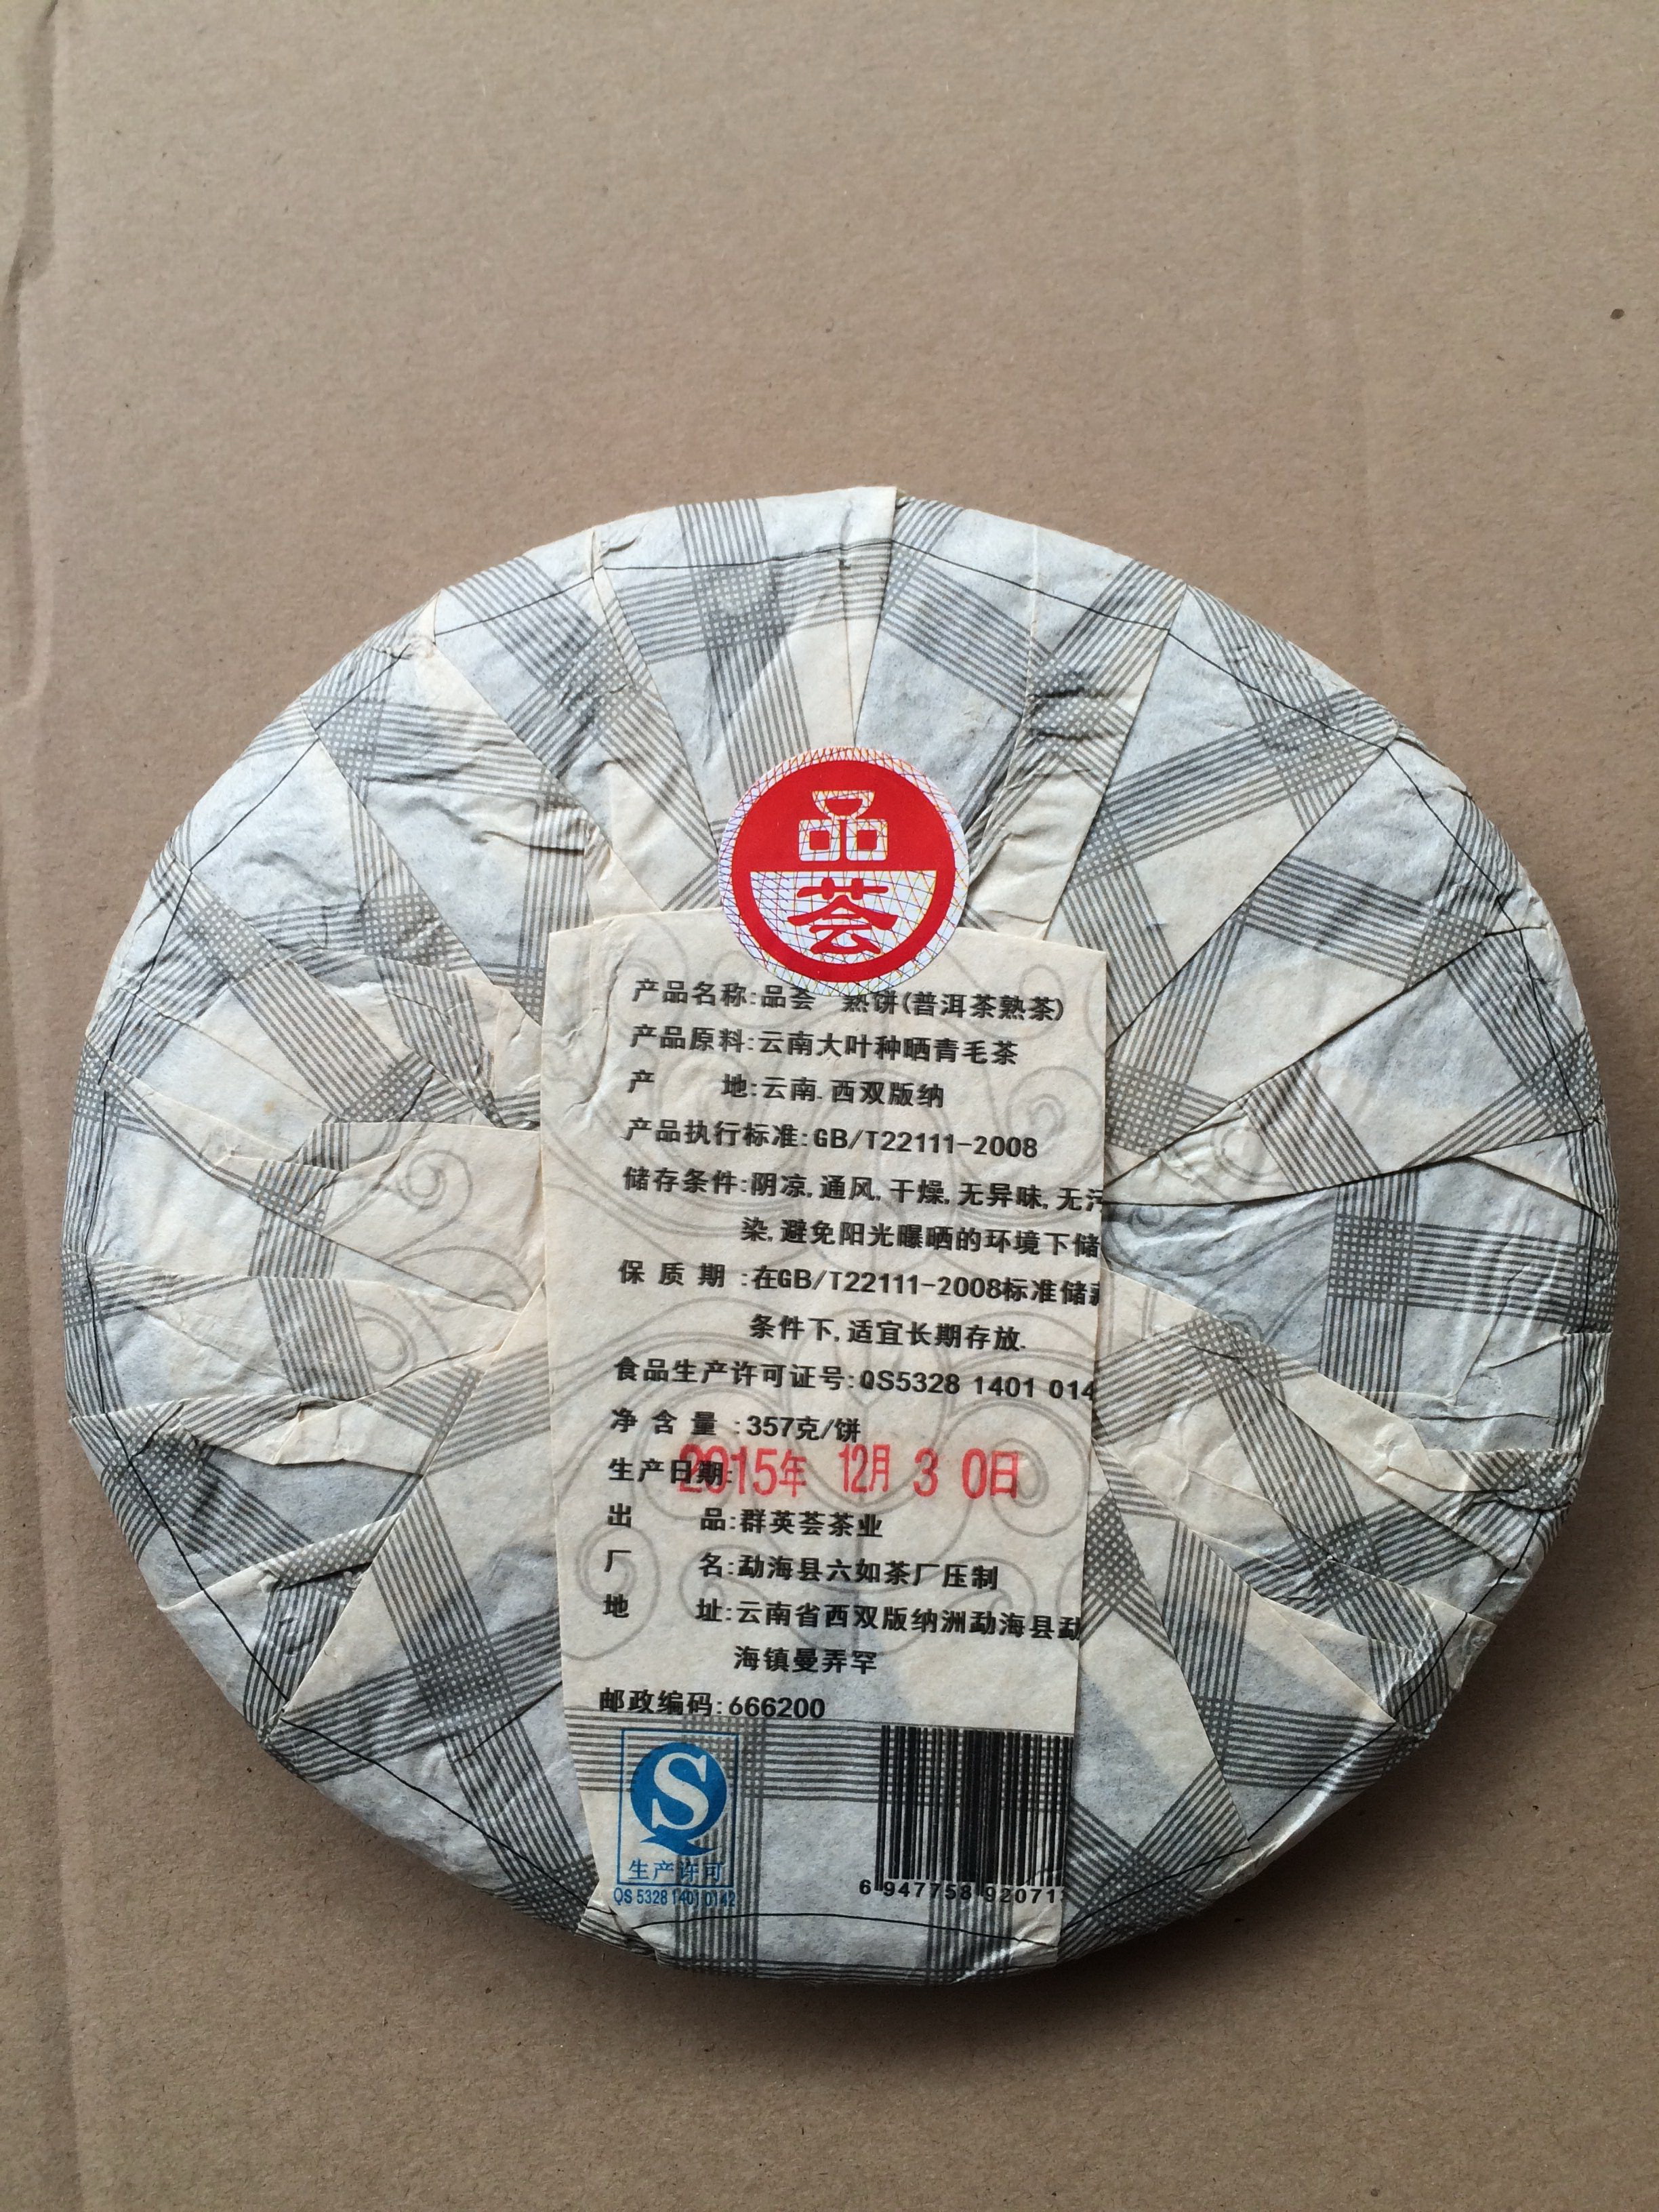 品
荟
产品名称:品荟 熟饼(普洱茶熟茶)
产品原料:云南大叶种晒青毛茶
产 地:云南.西双版纳
产品执行标准:GB/T22111-2008
储存条件:阴凉,通风,干燥,无异味,无污
染,避免阳光曝晒的环境下储
保 质 期 :在GB/T22111-2008标准储藏
条件下,适宜长期存放.
食品生产许可证号:QS5328 1401 014
净 含 量 :357克/饼
生产日期:2015年 12月 3 0日
出 品:群英荟茶业
厂 名:勐海县六如茶厂压制
地 址:云南省西双版纳洲勐海县勐
海镇曼弄罕
邮政编码:666200
生产许可
QS 5328 1401 0142
6 947758 92071